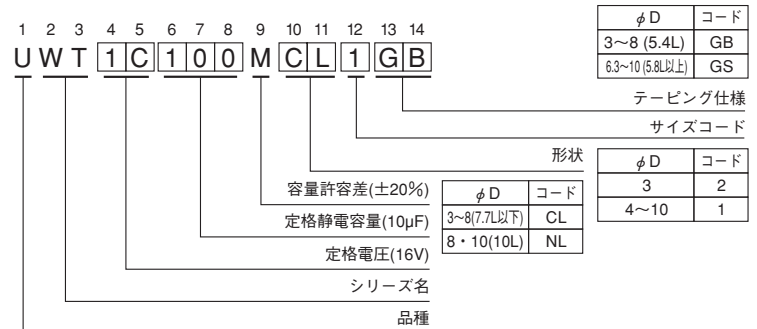 1 2 3 4 5 6 7 8 9 10 11 12 13 14
U W T 1 C 1 0 0 M C L 1 G B
φD コード
3～8 (5.4L) GB
6.3～10 (5.8L以上) GS
テーピング仕様
サイズコード
形状
φD コード
3 2
4～10 1
容量許容差(±20%)
φD コード
3～8(7.7L以下) CL
8・10(10L) NL
定格静電容量(10µF)
定格電圧(16V)
シリーズ名
品種